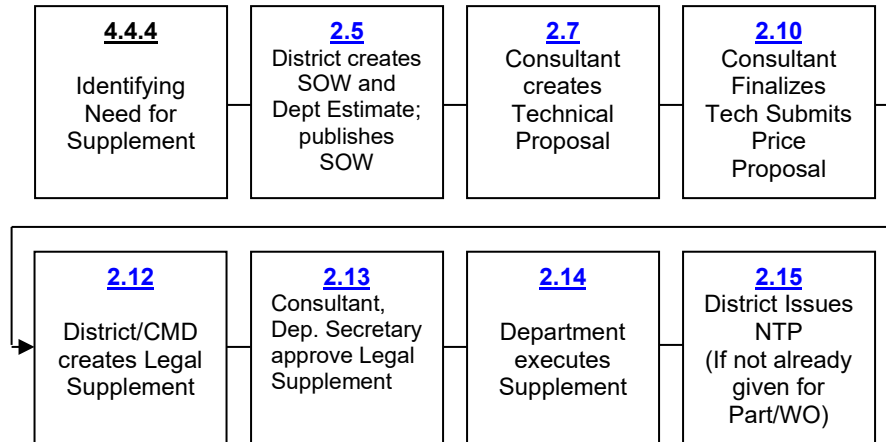 4.4.4
Identifying
Need for
Supplement
2.5
District creates
SOW and
Dept Estimate;
publishes
SOW
2.7
Consultant
creates
Technical
Proposal
2.10
Consultant
Finalizes
Tech Submits
Price
Proposal
2.12
District/CMD
creates Legal
Supplement
2.13
Consultant,
Dep. Secretary
approve Legal
Supplement
2.14
Department
executes
Supplement
2.15
District Issues
NTP
(If not already
given for
Part/WO)